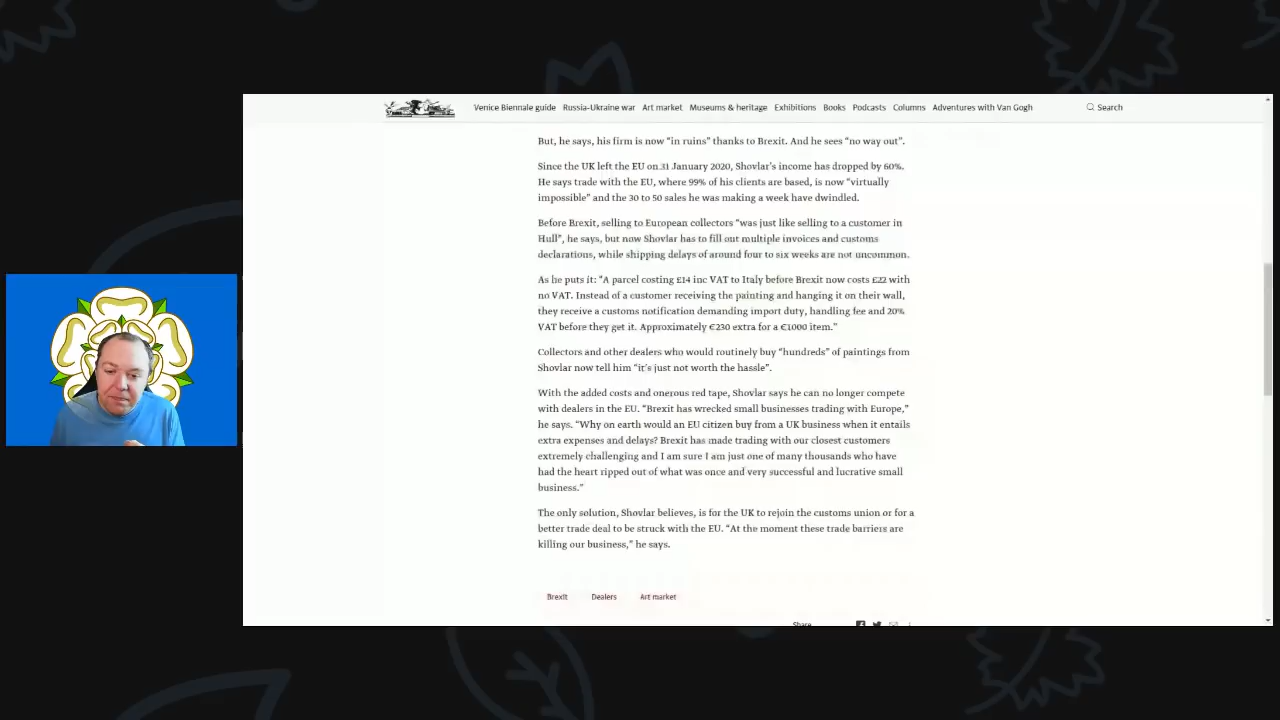 Venice Biennale guide Russia-Ukraine war Art market Museums & heritage Exhibitions Books Podcasts Columns Adventures with Van Gogh Search
But, he says, his firm is now “in ruins” thanks to Brexit. And he sees “no way out”.
Since the UK left the EU on 31 January 2020, Shovlar’s income has dropped by 60%.
He says trade with the EU, where 99% of his clients are based, is now “virtually
impossible” and the 30 to 50 sales he was making a week have dwindled.
Before Brexit, selling to European collectors “was just like selling to a customer in
Hull”, he says, but now Shovlar has to fill out multiple invoices and customs
declarations, while shipping delays of around four to six weeks are not uncommon.
As he puts it: “A parcel costing £14 inc VAT to Italy before Brexit now costs £22 with
no VAT. Instead of a customer receiving the painting and hanging it on their wall,
they receive a customs notification demanding import duty, handling fee and 20%
VAT before they get it. Approximately €230 extra for a €1000 item.”
Collectors and other dealers who would routinely buy “hundreds” of paintings from
Shovlar now tell him “it’s just not worth the hassle”.
With the added costs and onerous red tape, Shovlar says he can no longer compete
with dealers in the EU. “Brexit has wrecked small businesses trading with Europe,”
he says. “Why on earth would an EU citizen buy from a UK business when it entails
extra expenses and delays? Brexit has made trading with our closest customers
extremely challenging and I am sure I am just one of many thousands who have
had the heart ripped out of what was once and very successful and lucrative small
business.”
The only solution, Shovlar believes, is for the UK to rejoin the customs union or for a
better trade deal to be struck with the EU. “At the moment these trade barriers are
killing our business,” he says.
Brexit Dealers Art market
Share